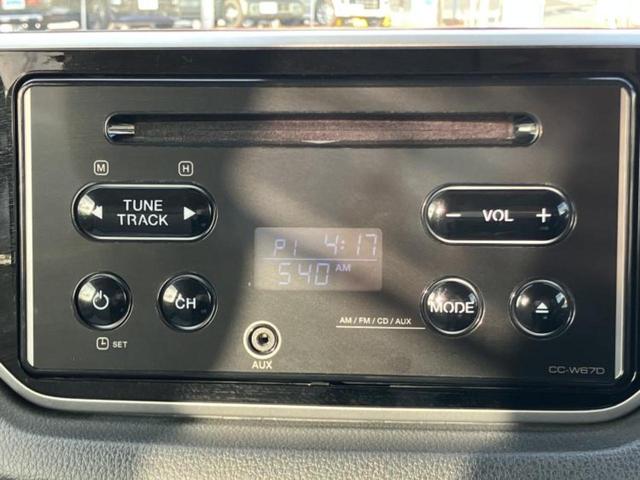 M H
TUNE
TRACK
− VOL +
P1 4:17
540 AM
CH
MODE
AM / FM / CD / AUX
SET
AUX
CC-W67D